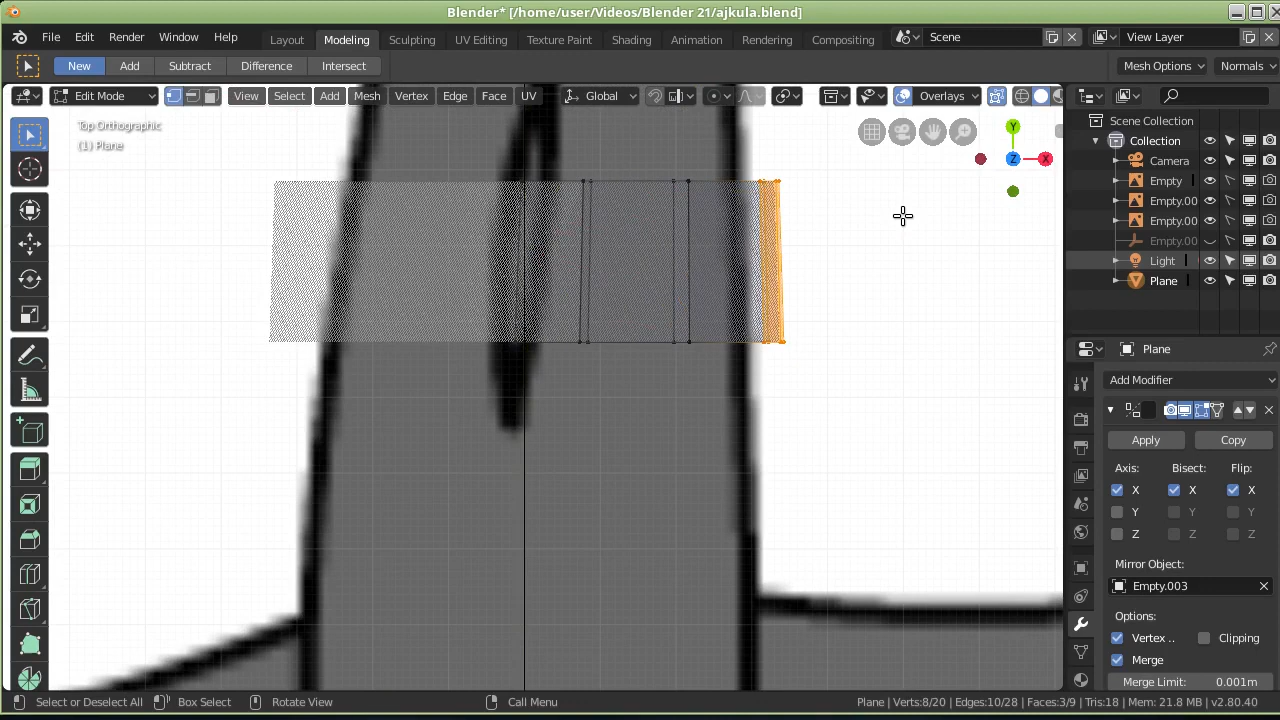 Blender* [/home/user/Videos/Blender 21/ajkula.blend]
File Edit Render Window Help Layout Modeling Sculpting UV Editing Texture Paint Shading Animation Rendering Compositing Scene View Layer
New Add Subtract Difference Intersect Mesh Options Normals
Edit Mode View Select Add Mesh Vertex Edge Face UV Global Overlays
Top Orthographic
(1) Plane
Y
Z X
Scene Collection
Collection
Camera
Empty
Empty.00
Empty.00
Empty.00
Light
Plane
Plane
Add Modifier
Apply Copy
Axis: Bisect: Flip:
X X X
Y Y Y
Z Z Z
Mirror Object:
Empty.003
Options:
Vertex .. Clipping
Merge
Merge Limit: 0.001m
Select or Deselect All Box Select Rotate View Call Menu Plane | Verts:8/20 | Edges:10/28 | Faces:3/9 | Tris:18 | Mem: 21.8 MB | v2.80.40